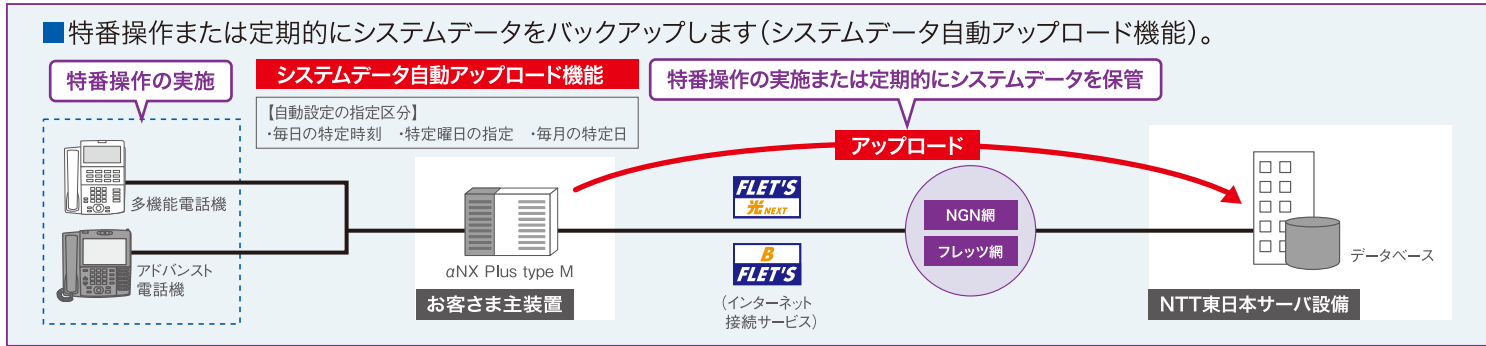 ■特番操作または定期的にシステムデータをバックアップします(システムデータ自動アップロード機能)。
特番操作の実施
システムデータ自動アップロード機能
【自動設定の指定区分】
・毎日の特定時刻 ・特定曜日の指定 ・毎月の特定日
特番操作の実施または定期的にシステムデータを保管
アップロード
多機能電話機
アドバンスト
電話機
αNX Plus type M
お客さま主装置
FLET'S
光NEXT
B
FLET'S
(インターネット
接続サービス)
NGN網
フレッツ網
データベース
NTT東日本サーバ設備